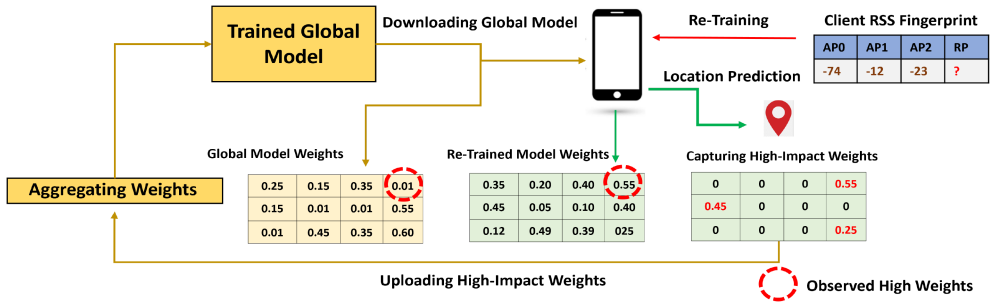 Trained Global
Model
Downloading Global Model
Re-Training
Client RSS Fingerprint
AP0 AP1 AP2 RP
-74 -12 -23 ?
Location Prediction
Global Model Weights
0.25 0.15 0.35 0.01
0.15 0.01 0.01 0.55
0.01 0.45 0.35 0.60
Re-Trained Model Weights
0.35 0.20 0.40 0.55
0.45 0.05 0.10 0.40
0.12 0.49 0.39 025
Capturing High-Impact Weights
0 0 0 0.55
0.45 0 0 0
0 0 0 0.25
Aggregating Weights
Uploading High-Impact Weights
Observed High Weights